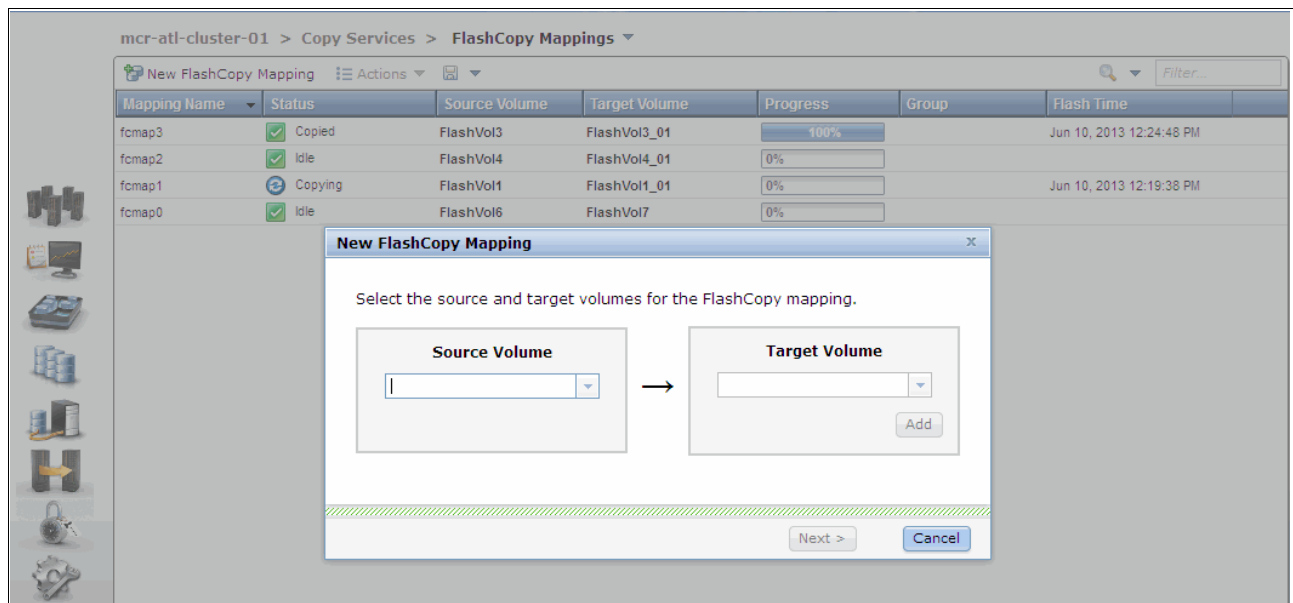 mcr-atl-cluster-01 > Copy Services > FlashCopy Mappings
New FlashCopy Mapping Actions Filter...
Mapping Name Status Source Volume Target Volume Progress Group Flash Time
fcmap3 Copied FlashVol3 FlashVol3_01 100% Jun 10, 2013 12:24:48 PM
fcmap2 Idle FlashVol4 FlashVol4_01 0%
fcmap1 Copying FlashVol1 FlashVol1_01 0% Jun 10, 2013 12:19:38 PM
fcmap0 Idle FlashVol6 FlashVol7 0%
New FlashCopy Mapping x
Select the source and target volumes for the FlashCopy mapping.
Source Volume → Target Volume
Add
Next > Cancel